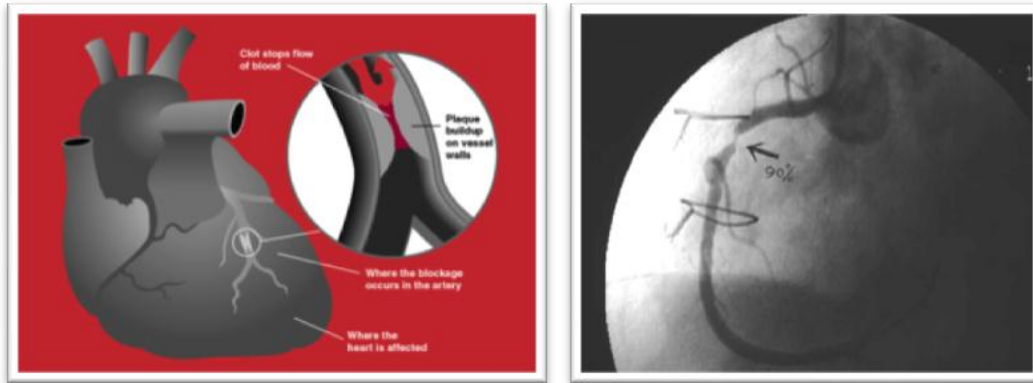 Clot stops flow
of blood
Plaque
buildup
on vessel
walls
Where the blockage
occurs in the artery
Where the
heart is affected
90%
1